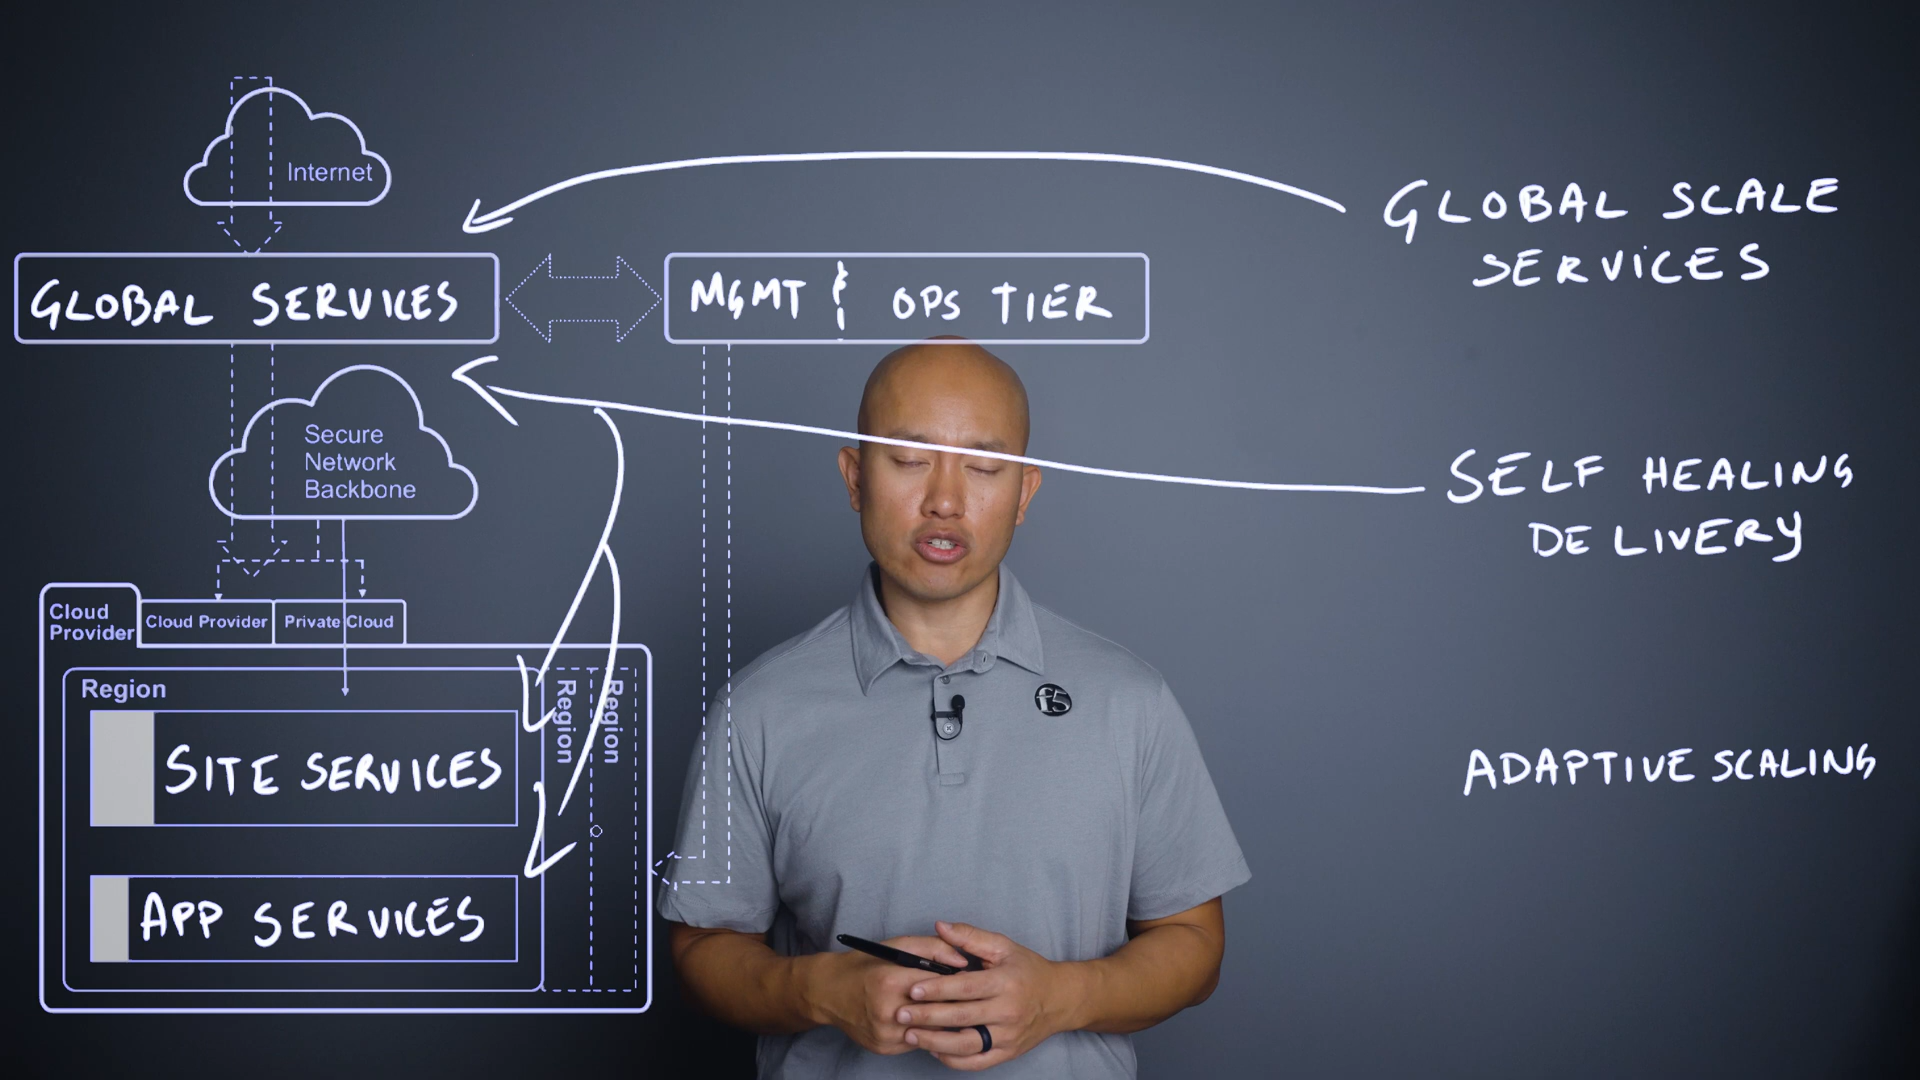 Internet
GLOBAL SCALE
SERVICES
GLOBAL SERVICES
MGMT & OPS TIER
Secure
Network
Backbone
SELF HEALING
DELIVERY
Cloud
Provider
Cloud Provider
Private Cloud
Region
Region
Region
f5
SITE SERVICES
ADAPTIVE SCALING
APP SERVICES